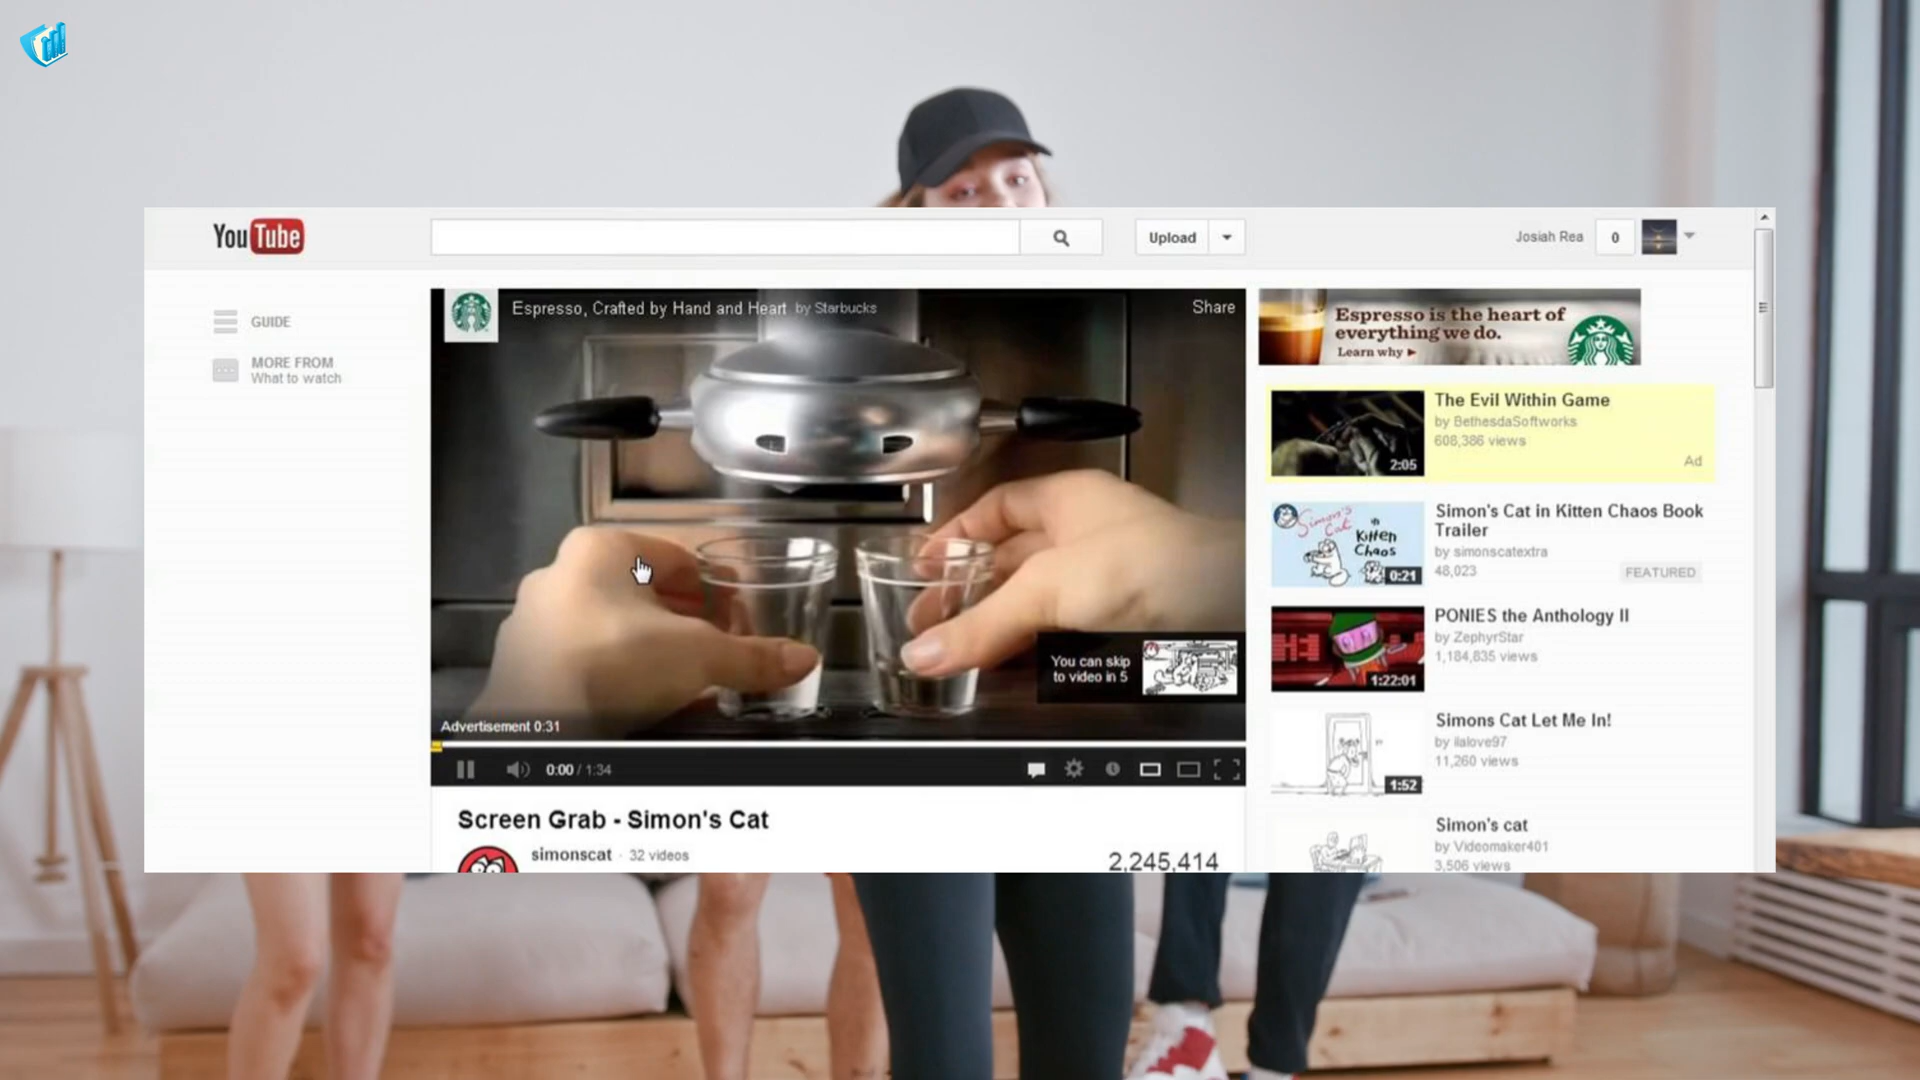 YouTube
Upload
Josiah Rea
0
GUIDE
MORE FROM
What to watch
Espresso, Crafted by Hand and Heart by Starbucks
Share
You can skip
to video in 5
Advertisement 0:31
0:00 / 1:34
Screen Grab - Simon's Cat
simonscat · 32 videos
2,245,414
Espresso is the heart of
everything we do.
Learn why ►
The Evil Within Game
by BethesdaSoftworks
608,386 views
Ad
2:05
Simon's Cat in Kitten Chaos Book
Trailer
by simonscatextra
48,023
FEATURED
Simon's
Cat
in
Kitten
Chaos
0:21
PONIES the Anthology II
by ZephyrStar
1,184,835 views
1:22:01
Simons Cat Let Me In!
by ilalove97
11,260 views
1:52
Simon's cat
by Videomaker401
3,506 views